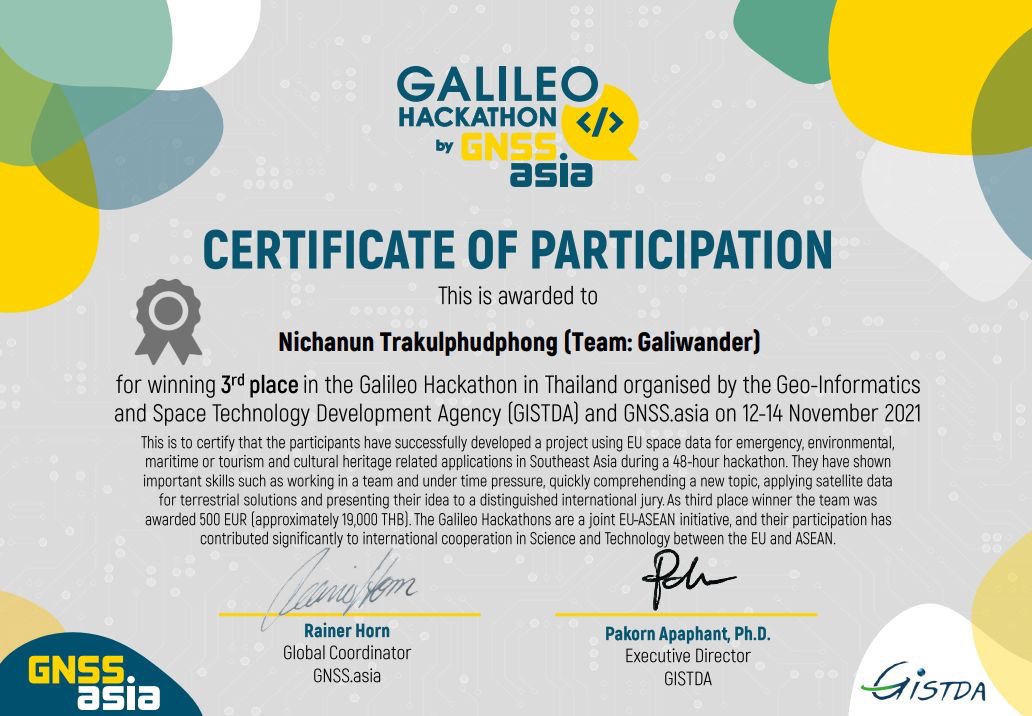 GALILEO
HACKATHON
</>
by GNSS
asia
CERTIFICATE OF PARTICIPATION
This is awarded to
Nichanun Trakulphudphong (Team: Galiwander)
for winning 3rd place in the Galileo Hackathon in Thailand organised by the Geo-Informatics
and Space Technology Development Agency (GISTDA) and GNSS.asia on 12-14 November 2021
This is to certify that the participants have successfully developed a project using EU space data for emergency, environmental,
maritime or tourism and cultural heritage related applications in Southeast Asia during a 48-hour hackathon. They have shown
important skills such as working in a team and under time pressure, quickly comprehending a new topic, applying satellite data
for terrestrial solutions and presenting their idea to a distinguished international jury. As third place winner the team was
awarded 500 EUR (approximately 19,000 THB). The Galileo Hackathons are a joint EU-ASEAN initiative, and their participation has
contributed significantly to international cooperation in Science and Technology between the EU and ASEAN.
Rainer Horn
Global Coordinator
GNSS.asia
Pakorn Apaphant, Ph.D.
Executive Director
GISTDA
GNSS
asia
GISTDA